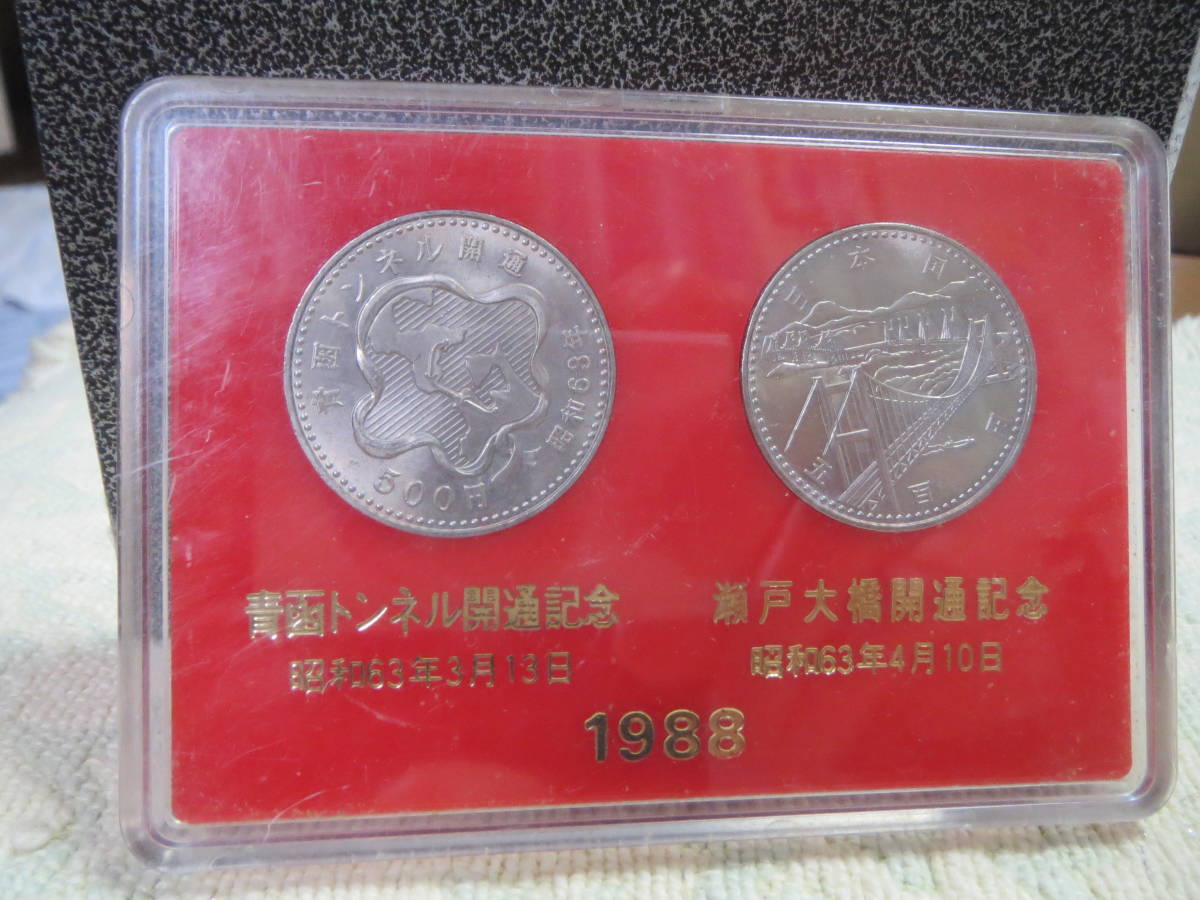 青函トンネル開通
昭和63年
500円
日本国
五百円
青函トンネル開通記念
昭和63年3月13日
瀬戸大橋開通記念
昭和63年4月10日
1988